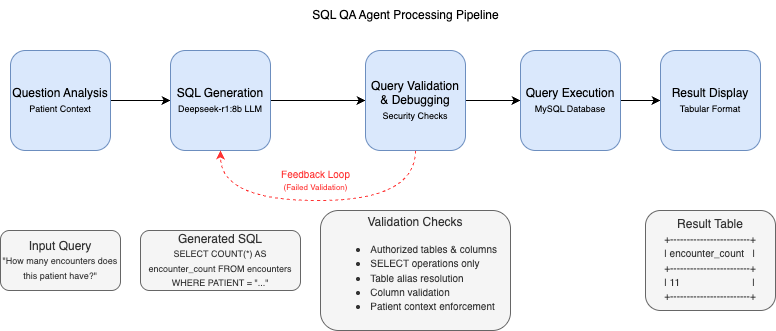 SQL QA Agent Processing Pipeline
Question Analysis
Patient Context
SQL Generation
Deepseek-r1:8b LLM
Query Validation
& Debugging
Security Checks
Query Execution
MySQL Database
Result Display
Tabular Format
Feedback Loop
(Failed Validation)
Input Query
"How many encounters does
this patient have?"
Generated SQL
SELECT COUNT(*) AS
encounter_count FROM encounters
WHERE PATIENT = "..."
Validation Checks
• Authorized tables & columns
• SELECT operations only
• Table alias resolution
• Column validation
• Patient context enforcement
Result Table
+-------------------------+
| encounter_count |
+-------------------------+
| 11 |
+-------------------------+